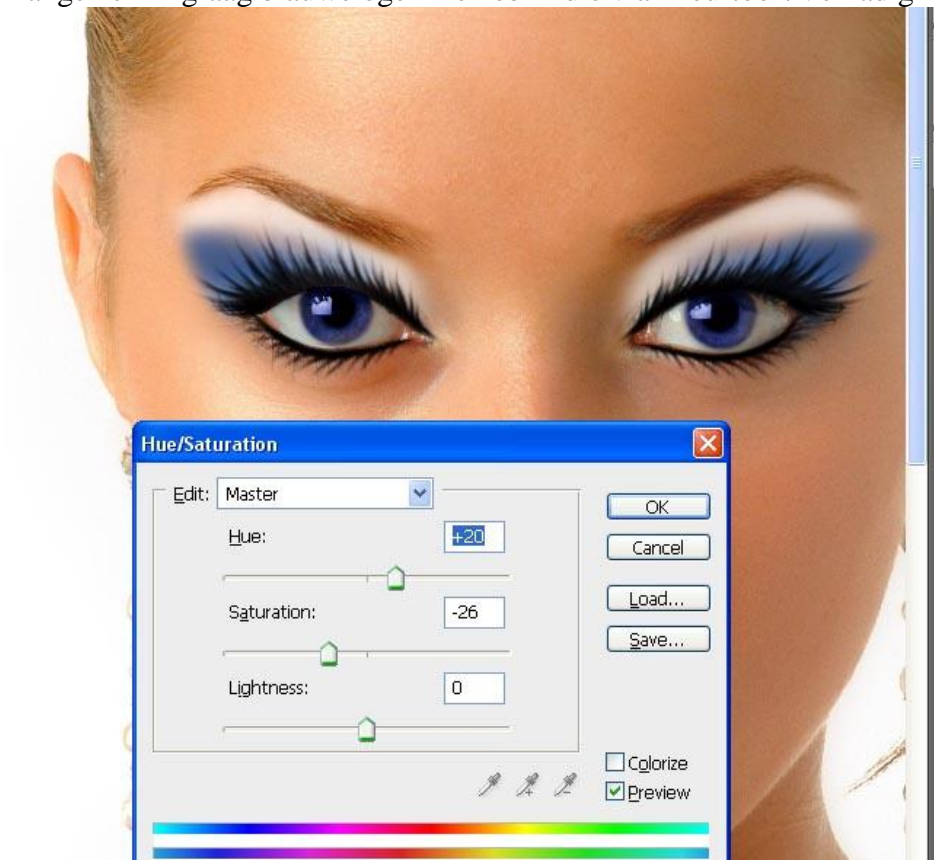 Hue/Saturation
Edit: Master
Hue: +20
Saturation: -26
Lightness: 0
OK
Cancel
Load...
Save...
Colorize
Preview